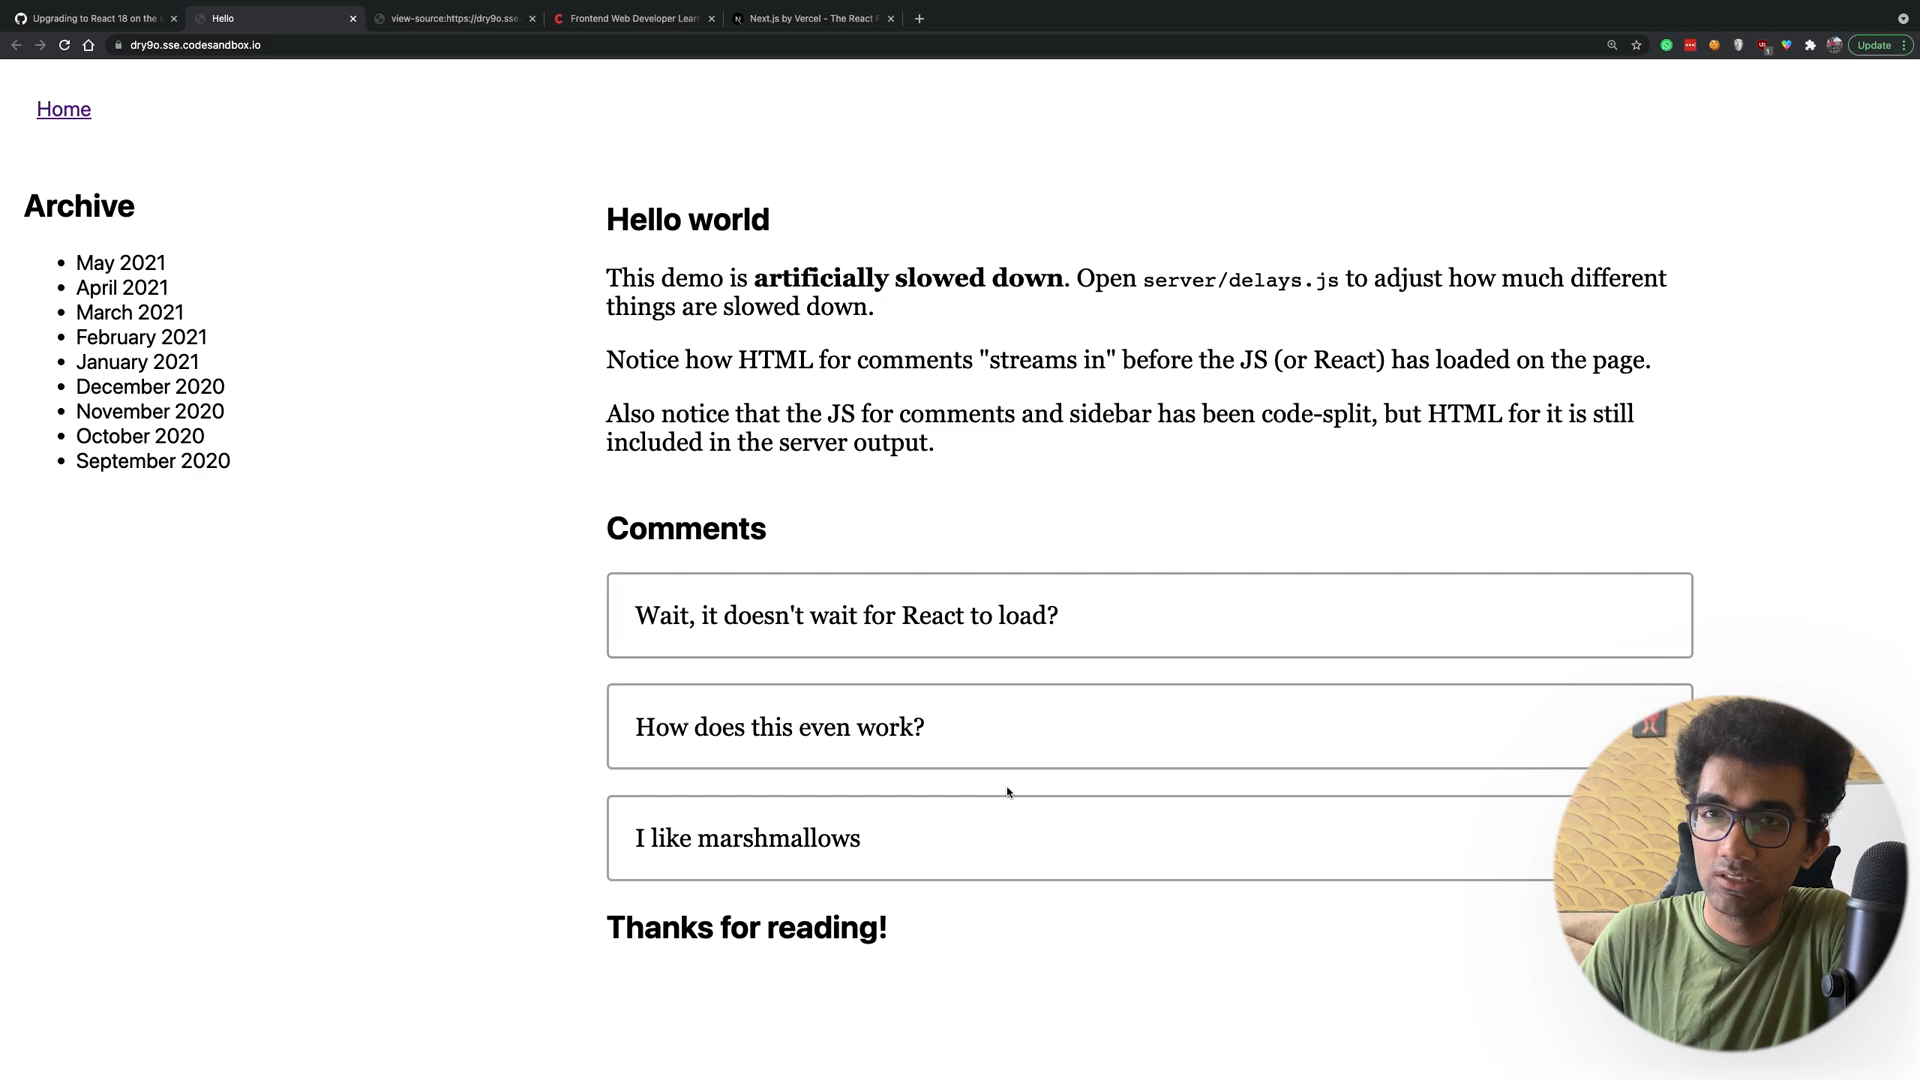 Upgrading to React 18 on the s
Hello
view-source:https://dry9o.sse.
Frontend Web Developer Lear
Next.js by Vercel - The React F
dry9o.sse.codesandbox.io
Update
Home
Archive
• May 2021
• April 2021
• March 2021
• February 2021
• January 2021
• December 2020
• November 2020
• October 2020
• September 2020
Hello world
This demo is artificially slowed down. Open server/delays.js to adjust how much different
things are slowed down.
Notice how HTML for comments "streams in" before the JS (or React) has loaded on the page.
Also notice that the JS for comments and sidebar has been code-split, but HTML for it is still
included in the server output.
Comments
Wait, it doesn't wait for React to load?
How does this even work?
I like marshmallows
Thanks for reading!